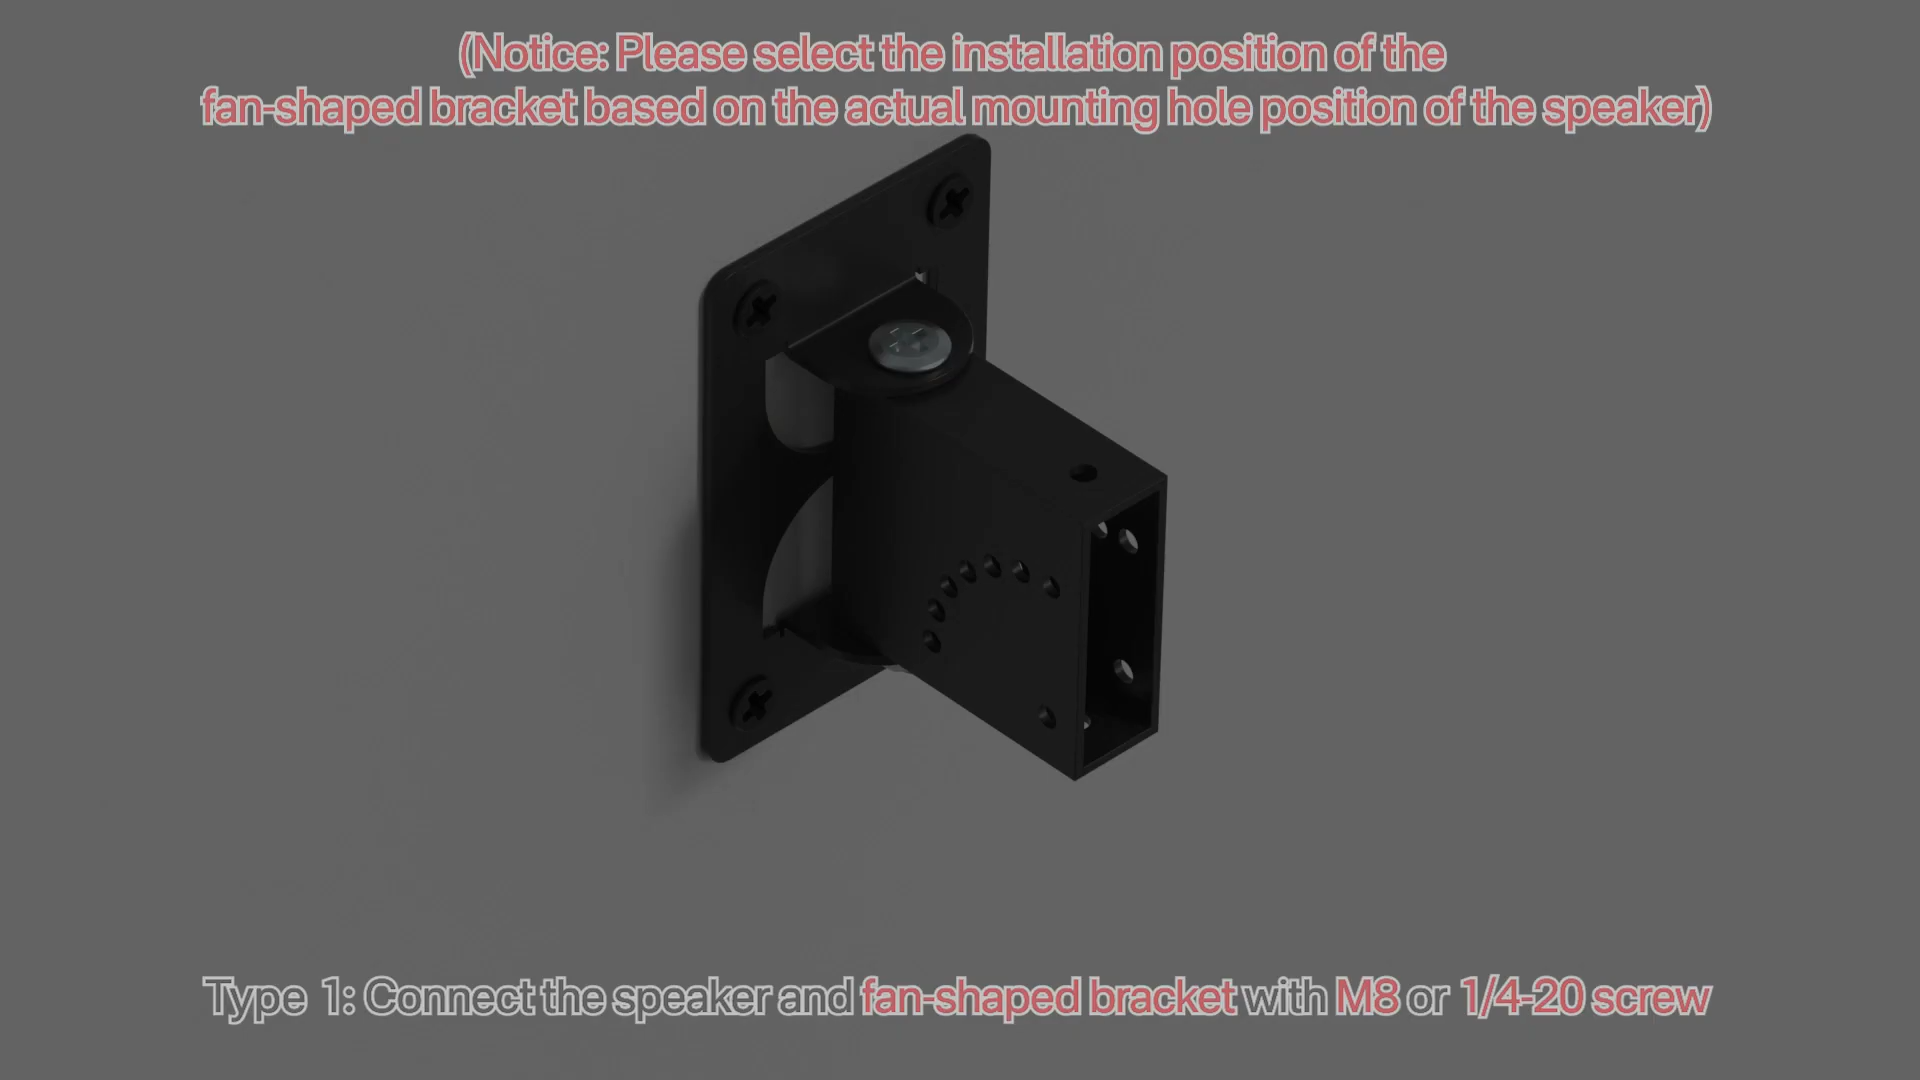 (Notice: Please select the installation position of the
fan-shaped bracket based on the actual mounting hole position of the speaker)
Type 1: Connect the speaker and fan-shaped bracket with M8 or 1/4-20 screw